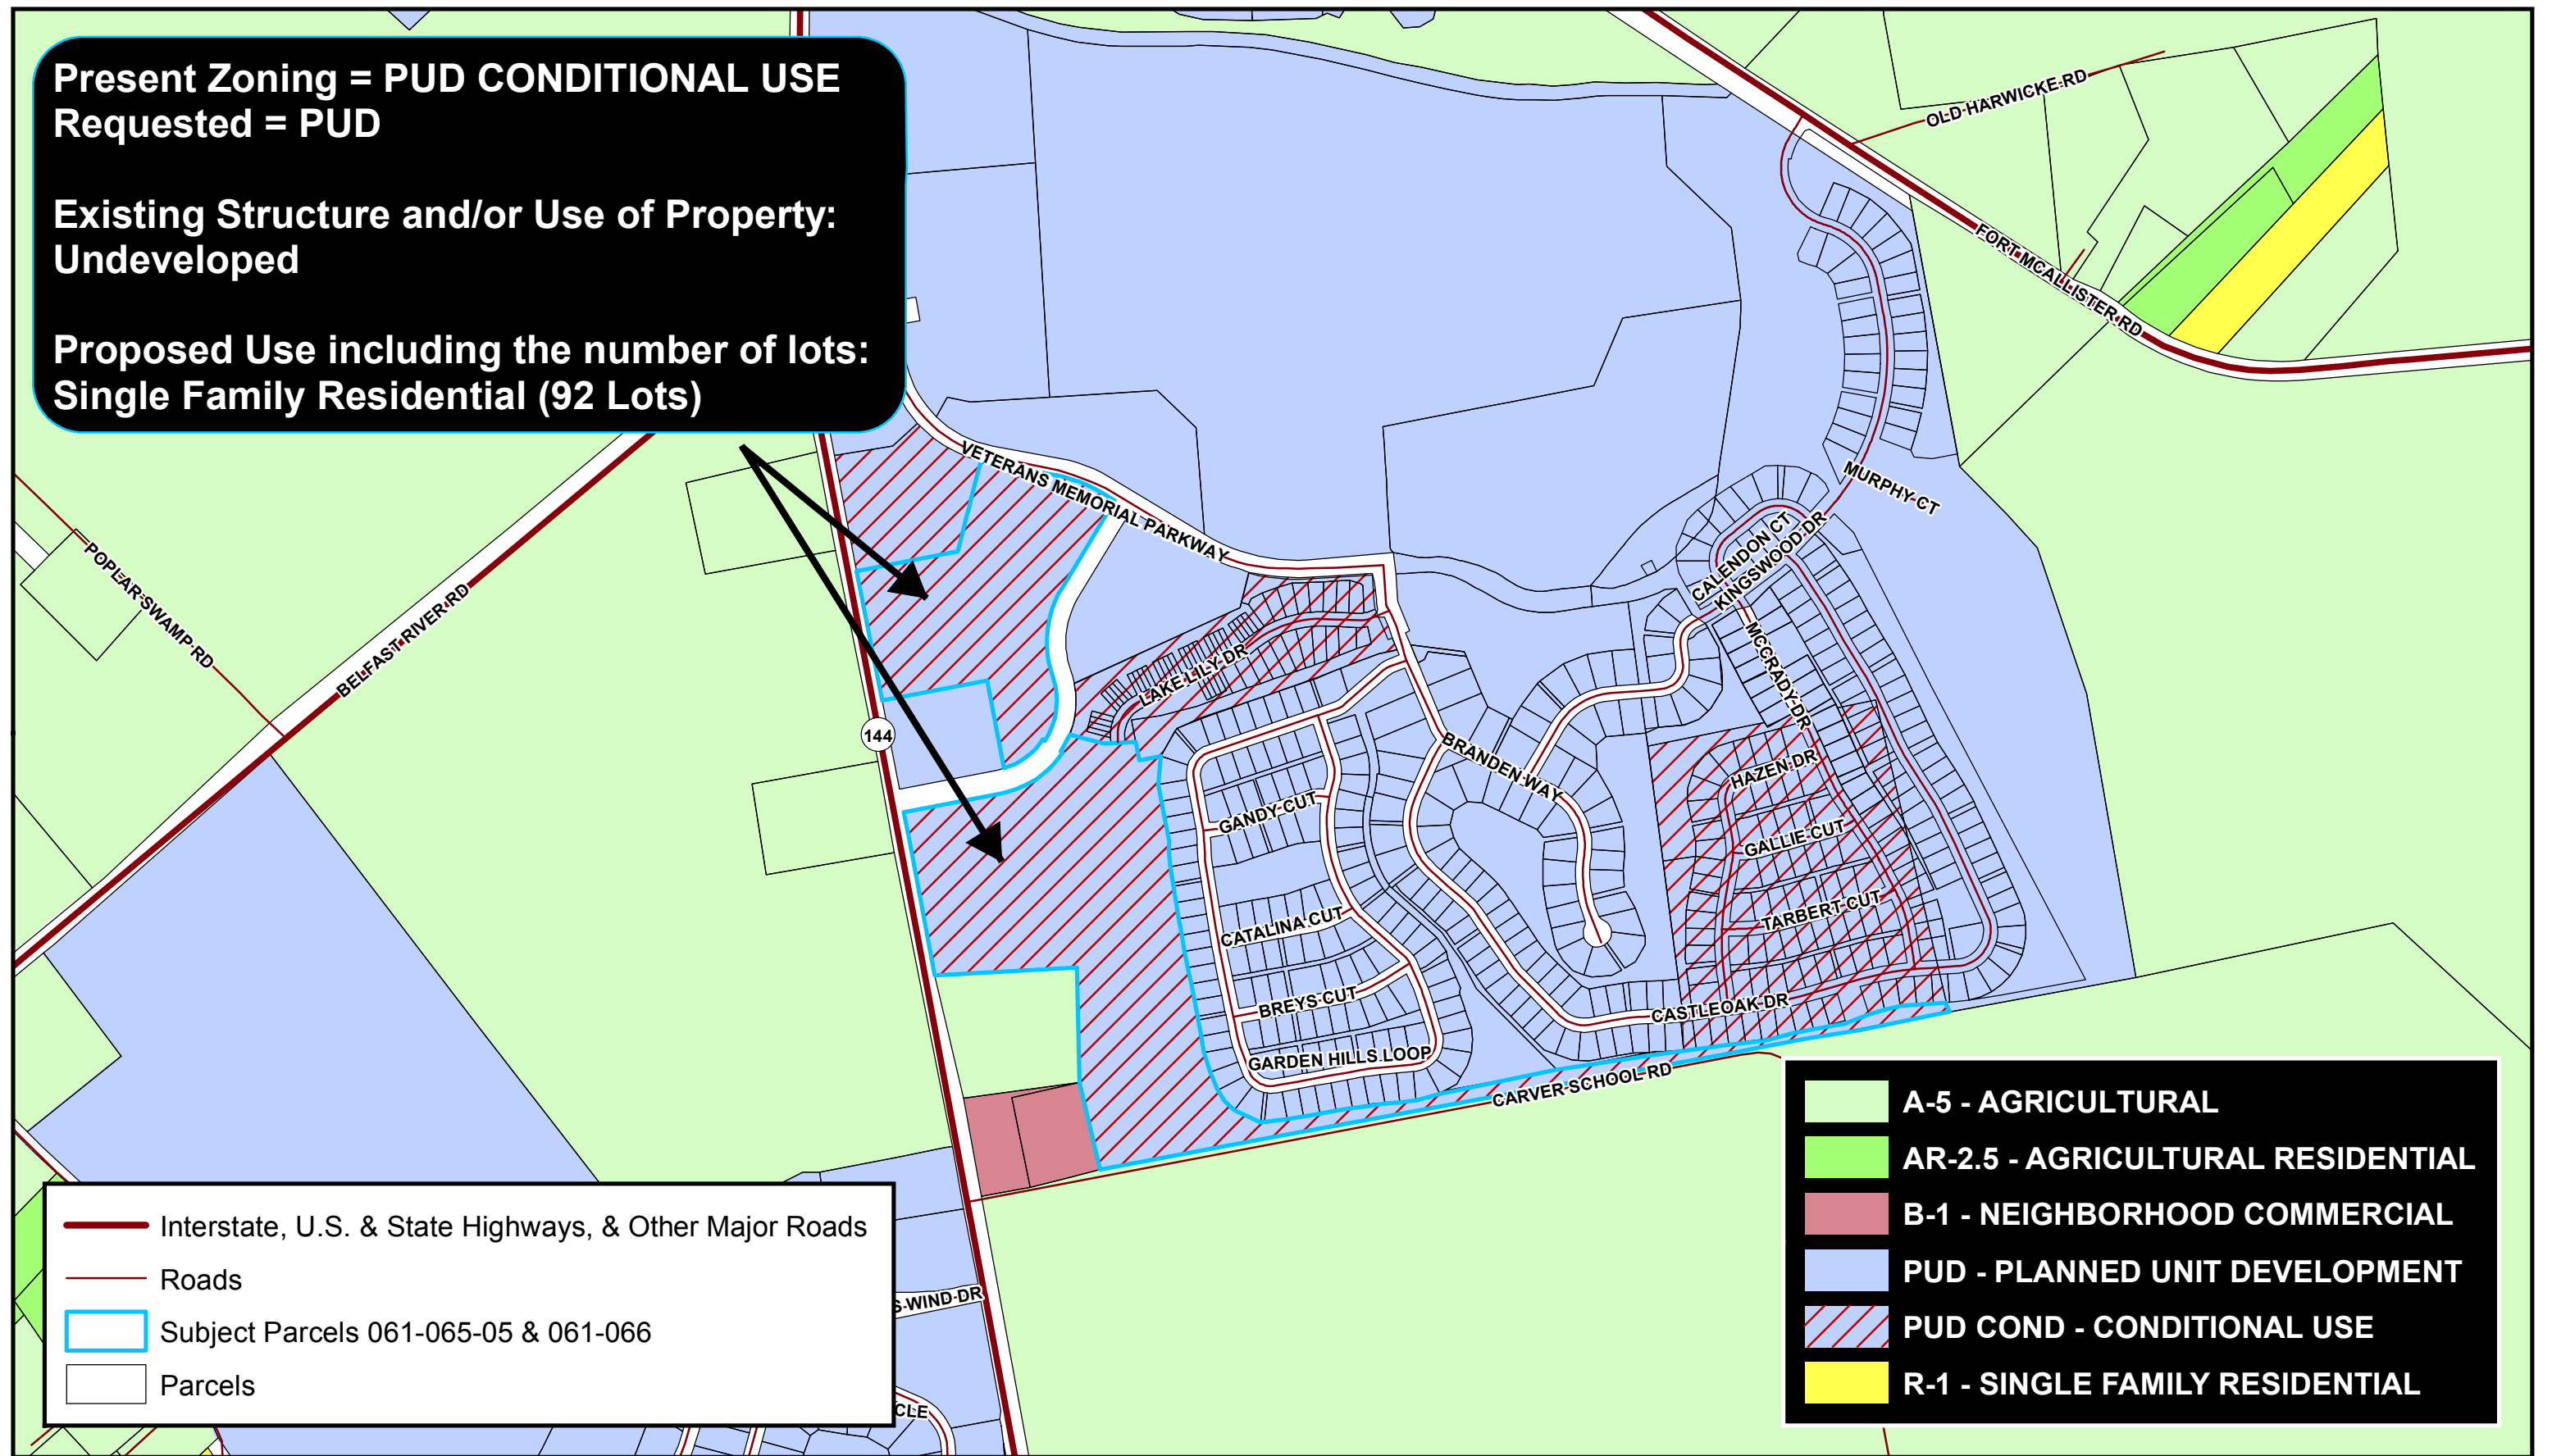 Present Zoning = PUD CONDITIONAL USE
Requested = PUD
Existing Structure and/or Use of Property:
Undeveloped
Proposed Use including the number of lots:
Single Family Residential (92 Lots)
OLD HARWICKE RD
FORT MCALLISTER RD
VETERANS MEMORIAL PARKWAY
MURPHY CT
CALENDON CT
KINGSWOOD DR
POPLAR SWAMP RD
BELFAST RIVER RD
LAKE LILY DR
MCCRADY DR
144
BRANDEN WAY
HAZEN DR
GANDY CUT
GALLIE CUT
CATALINA CUT
TARBERT CUT
BREYS CUT
CASTLEOAK DR
GARDEN HILLS LOOP
CARVER SCHOOL RD
S WIND DR
CLE
Interstate, U.S. & State Highways, & Other Major Roads
Roads
Subject Parcels 061-065-05 & 061-066
Parcels
A-5 - AGRICULTURAL
AR-2.5 - AGRICULTURAL RESIDENTIAL
B-1 - NEIGHBORHOOD COMMERCIAL
PUD - PLANNED UNIT DEVELOPMENT
PUD COND - CONDITIONAL USE
R-1 - SINGLE FAMILY RESIDENTIAL